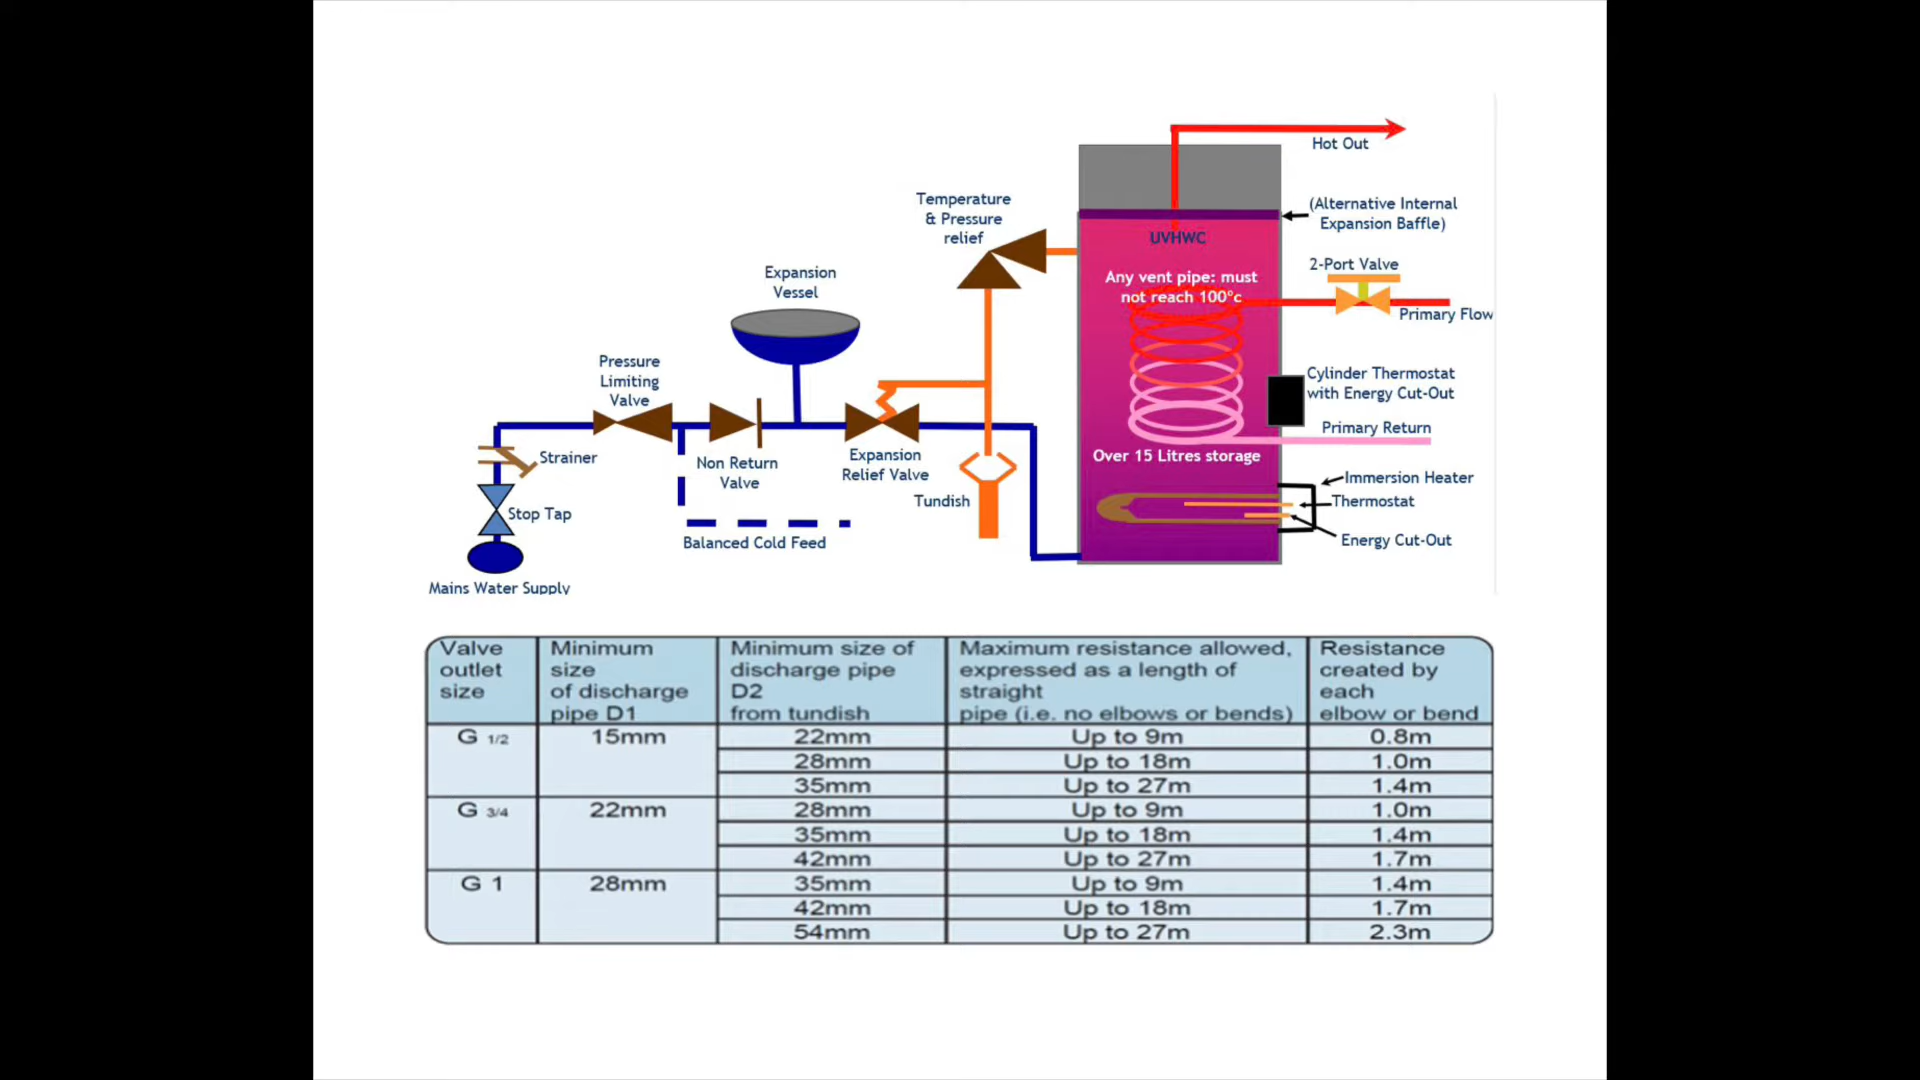 Hot Out
Temperature
& Pressure
relief
(Alternative Internal
Expansion Baffle)
UVHWC
Expansion
Vessel
Any vent pipe: must
not reach 100°c
2-Port Valve
Primary Flow
Pressure
Limiting
Valve
Cylinder Thermostat
with Energy Cut-Out
Primary Return
Strainer
Non Return
Valve
Expansion
Relief Valve
Over 15 Litres storage
Immersion Heater
Tundish
Thermostat
Stop Tap
Balanced Cold Feed
Energy Cut-Out
Mains Water Supply
Valve
outlet
size
Minimum
size
of discharge
pipe D1
Minimum size of
discharge pipe
D2
from tundish
Maximum resistance allowed,
expressed as a length of
straight
pipe (i.e. no elbows or bends)
Resistance
created by
each
elbow or bend
G 1/2 15mm 22mm Up to 9m 0.8m
28mm Up to 18m 1.0m
35mm Up to 27m 1.4m
G 3/4 22mm 28mm Up to 9m 1.0m
35mm Up to 18m 1.4m
42mm Up to 27m 1.7m
G 1 28mm 35mm Up to 9m 1.4m
42mm Up to 18m 1.7m
54mm Up to 27m 2.3m